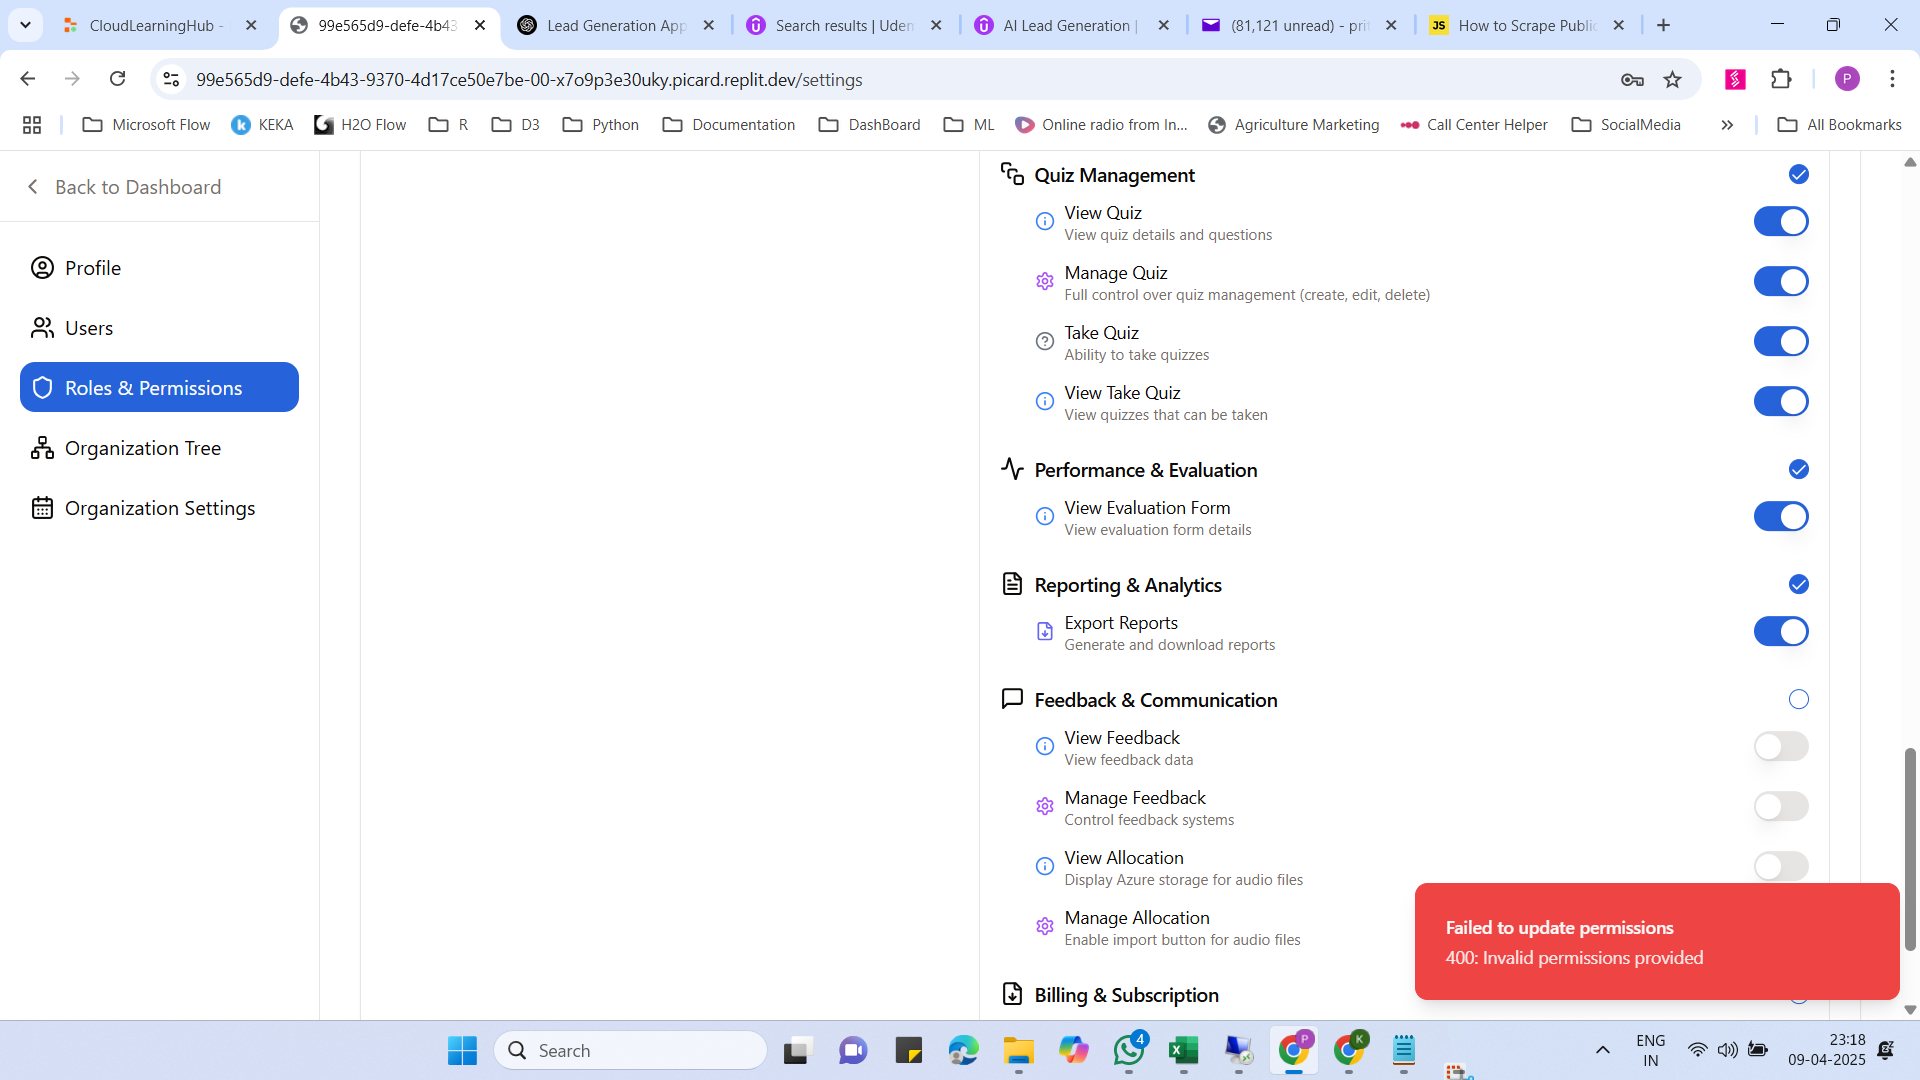 CloudLearningHub -
99e565d9-defe-4b43
Lead Generation App
Search results | Uden
AI Lead Generation |
(81,121 unread) - prit
How to Scrape Public
99e565d9-defe-4b43-9370-4d17ce50e7be-00-x7o9p3e30uky.picard.replit.dev/settings
P
Microsoft Flow
KEKA
H2O Flow
R
D3
Python
Documentation
DashBoard
ML
Online radio from In...
Agriculture Marketing
Call Center Helper
SocialMedia
All Bookmarks
Back to Dashboard
Profile
Users
Roles & Permissions
Organization Tree
Organization Settings
Quiz Management
View Quiz
View quiz details and questions
Manage Quiz
Full control over quiz management (create, edit, delete)
Take Quiz
Ability to take quizzes
View Take Quiz
View quizzes that can be taken
Performance & Evaluation
View Evaluation Form
View evaluation form details
Reporting & Analytics
Export Reports
Generate and download reports
Feedback & Communication
View Feedback
View feedback data
Manage Feedback
Control feedback systems
View Allocation
Display Azure storage for audio files
Manage Allocation
Enable import button for audio files
Billing & Subscription
Failed to update permissions
400: Invalid permissions provided
Search
4
P
K
ENG
IN
23:18
09-04-2025